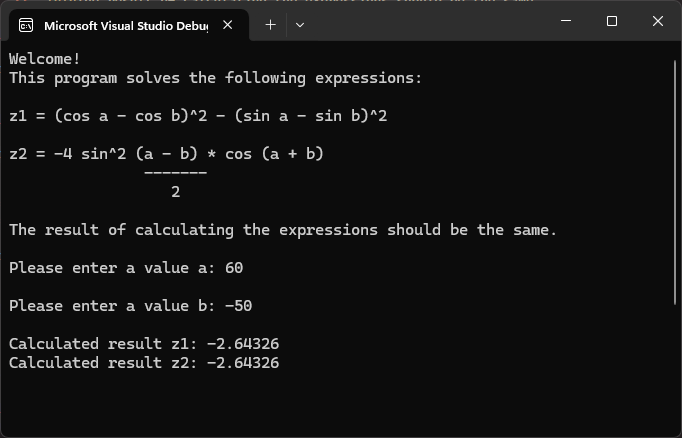 Microsoft Visual Studio Debug
Welcome!
This program solves the following expressions:
z1 = (cos a - cos b)^2 - (sin a - sin b)^2
z2 = -4 sin^2 (a - b) * cos (a + b)
-------
2
The result of calculating the expressions should be the same.
Please enter a value a: 60
Please enter a value b: -50
Calculated result z1: -2.64326
Calculated result z2: -2.64326